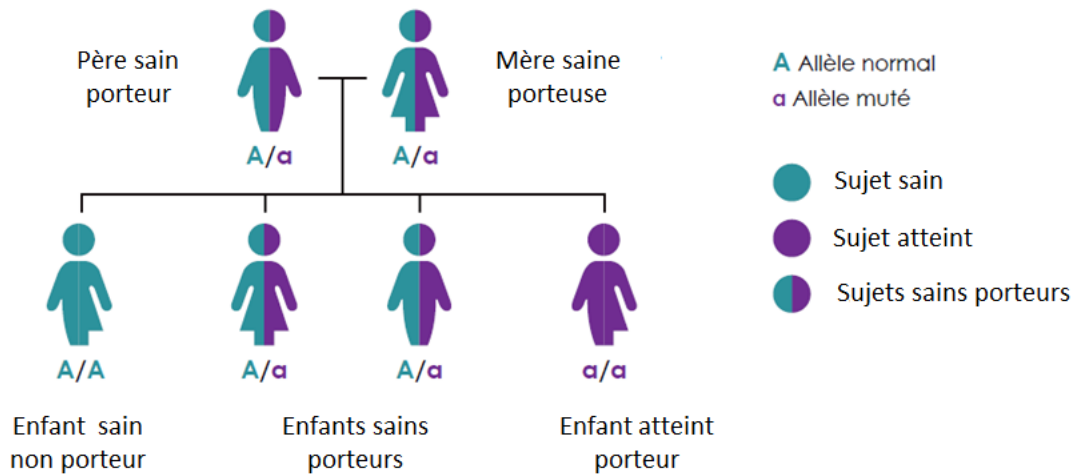 Père sain
porteur
Mère saine
porteuse
A/a
A/a
A Allèle normal
a Allèle muté
Sujet sain
Sujet atteint
Sujets sains porteurs
A/A
A/a
A/a
a/a
Enfant sain
non porteur
Enfants sains
porteurs
Enfant atteint
porteur